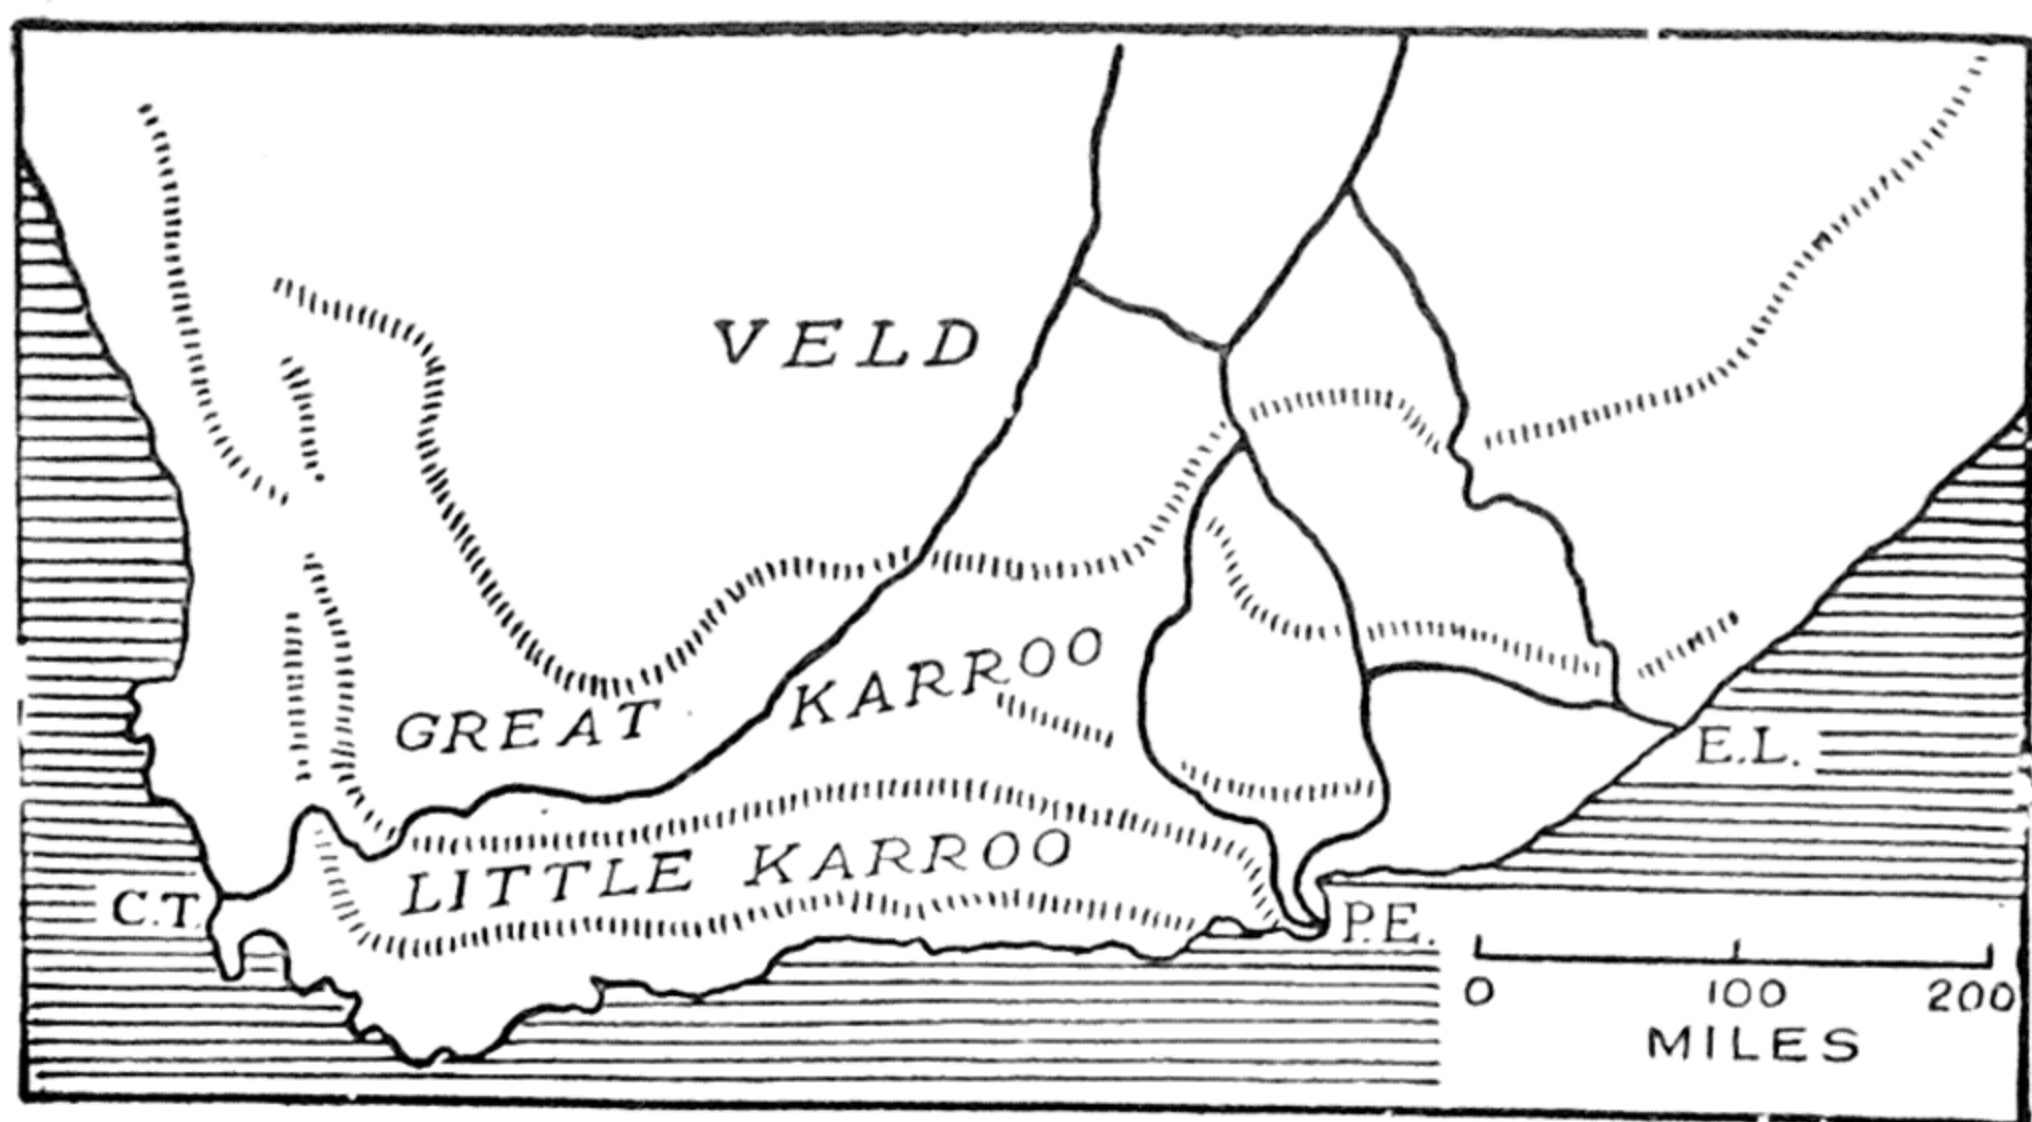 VELD
GREAT KARROO
LITTLE KARROO
E.L.
C.T.
P.E.
0 100 200
MILES